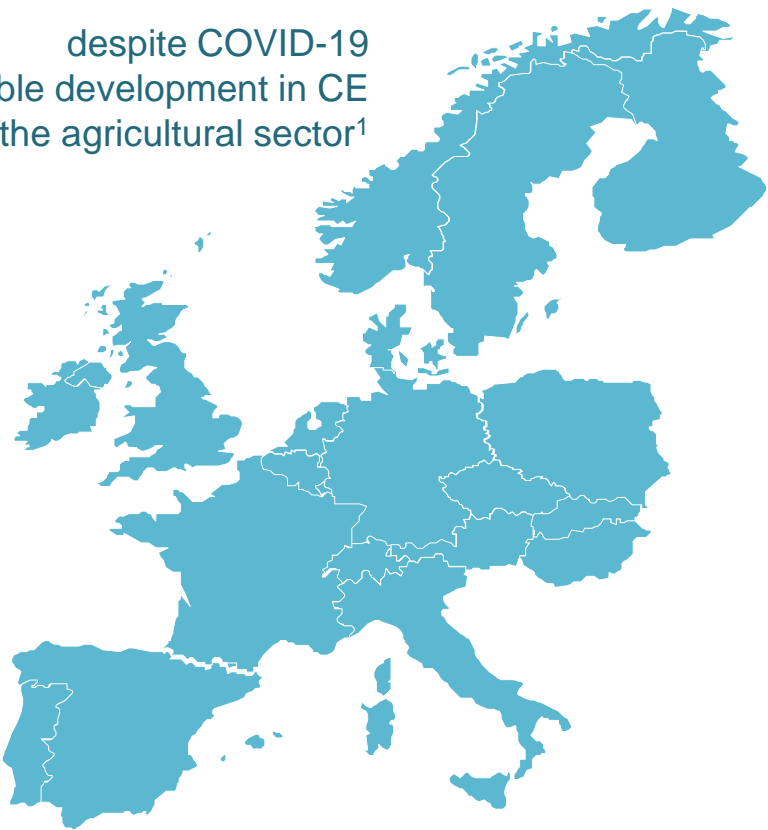 despite COVID-19
ble development in CE
the agricultural sector¹